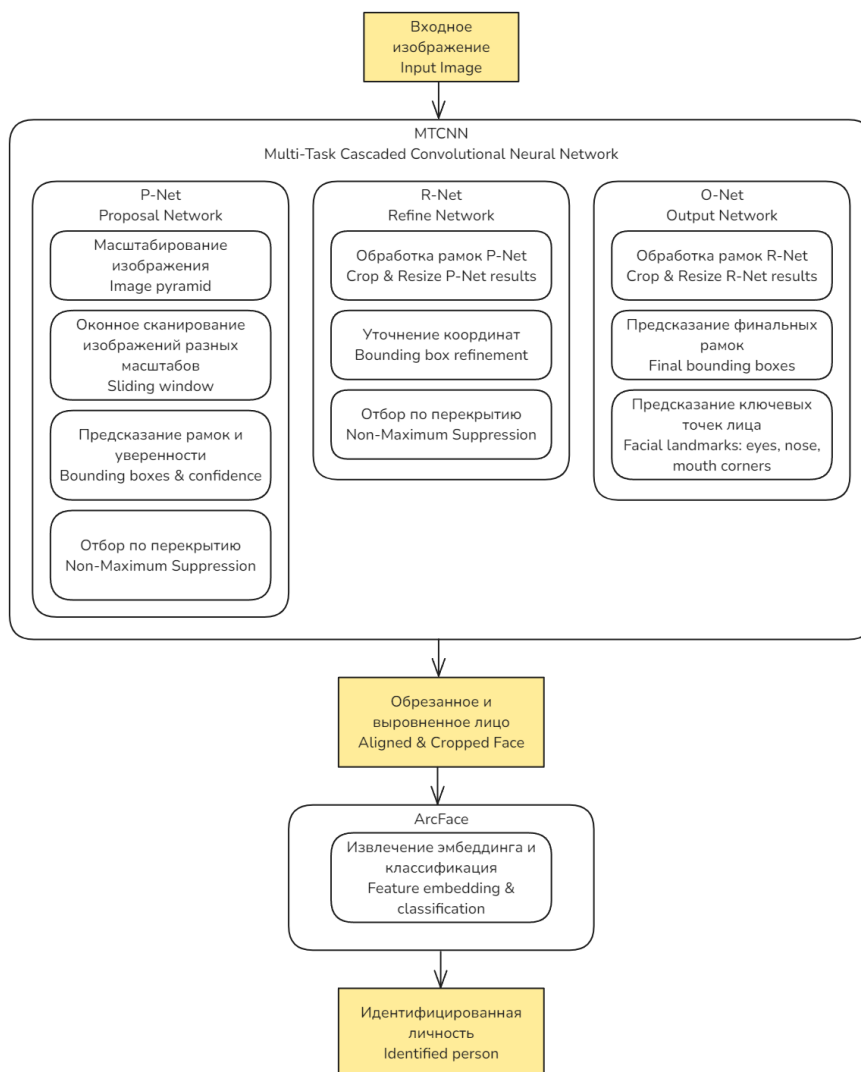 Входное
изображение
Input Image
MTCNN
Multi-Task Cascaded Convolutional Neural Network
P-Net
Proposal Network
Масштабирование
изображения
Image pyramid
Оконное сканирование
изображений разных
масштабов
Sliding window
Предсказание рамок и
уверенности
Bounding boxes & confidence
Отбор по перекрытию
Non-Maximum Suppression
R-Net
Refine Network
Обработка рамок P-Net
Crop & Resize P-Net results
Уточнение координат
Bounding box refinement
Отбор по перекрытию
Non-Maximum Suppression
O-Net
Output Network
Обработка рамок R-Net
Crop & Resize R-Net results
Предсказание финальных
рамок
Final bounding boxes
Предсказание ключевых
точек лица
Facial landmarks: eyes, nose,
mouth corners
Обрезанное и
выровненное лицо
Aligned & Cropped Face
ArcFace
Извлечение эмбеддинга и
классификация
Feature embedding &
classification
Идентифицированная
личность
Identified person